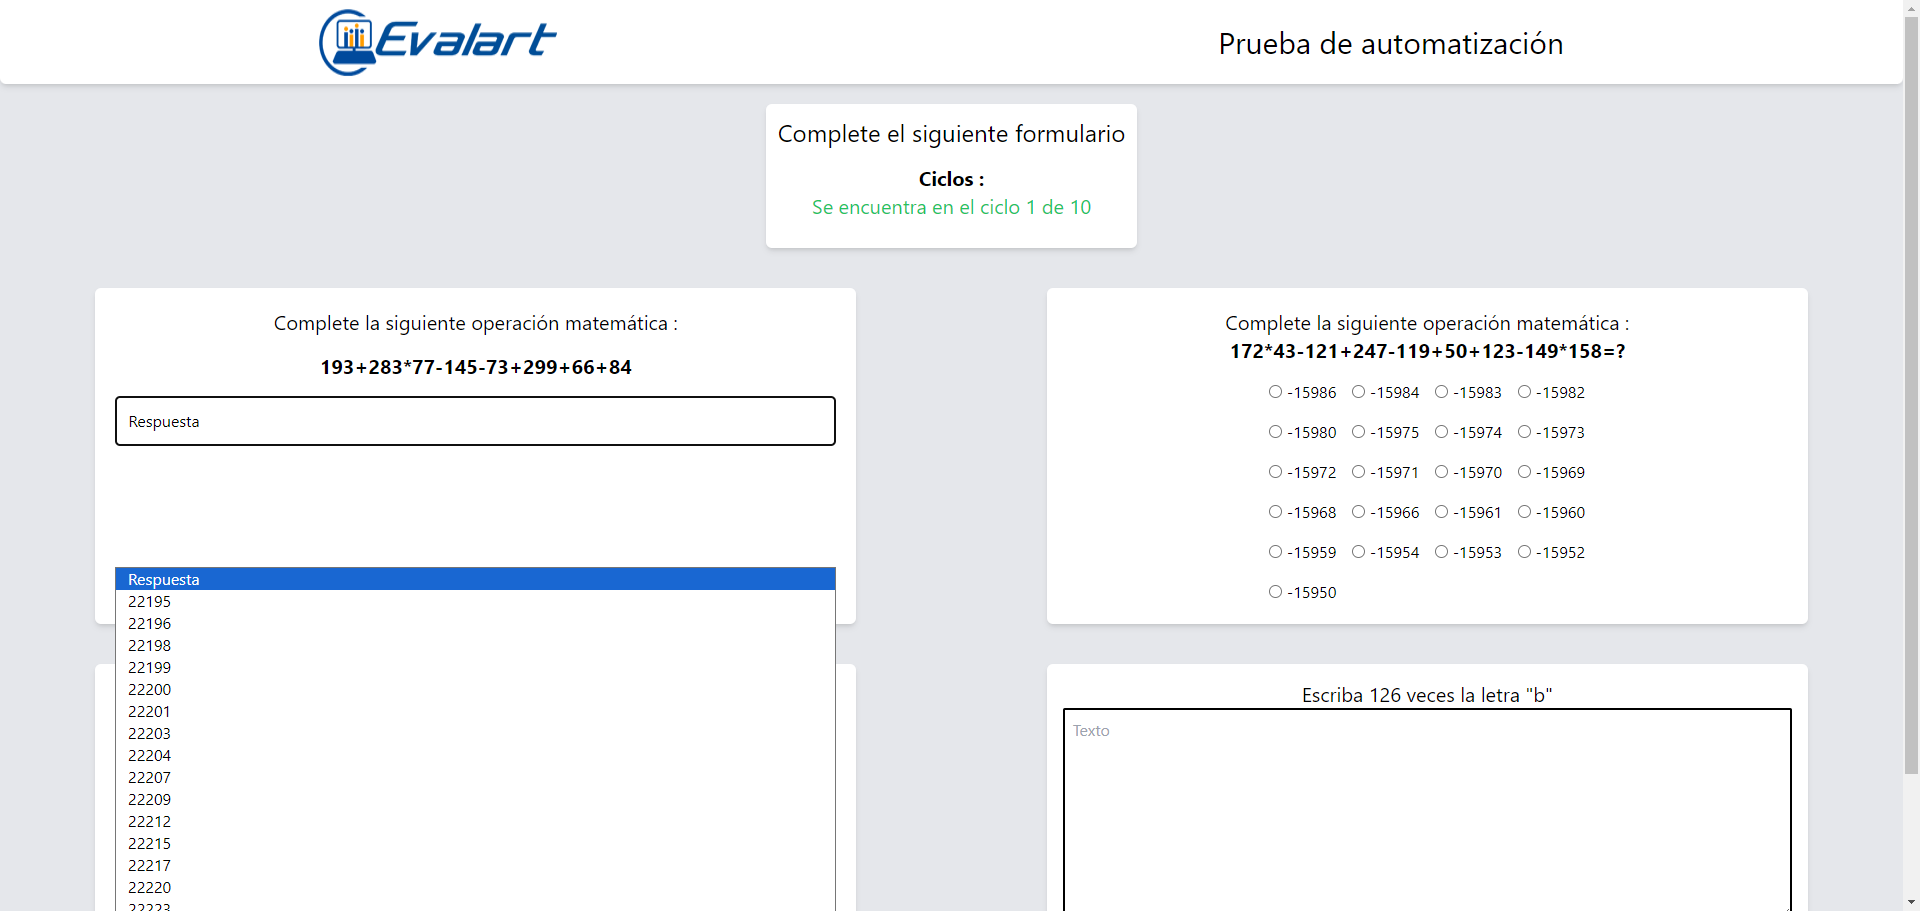 Evalart
Prueba de automatización
Complete el siguiente formulario
Ciclos :
Se encuentra en el ciclo 1 de 10
Complete la siguiente operación matemática :
193+283*77-145-73+299+66+84
Respuesta
Respuesta
22195
22196
22198
22199
22200
22201
22203
22204
22207
22209
22212
22215
22217
22220
22223
Complete la siguiente operación matemática :
172*43-121+247-119+50+123-149*158=?
-15986 -15984 -15983 -15982
-15980 -15975 -15974 -15973
-15972 -15971 -15970 -15969
-15968 -15966 -15961 -15960
-15959 -15954 -15953 -15952
-15950
Escriba 126 veces la letra "b"
Texto